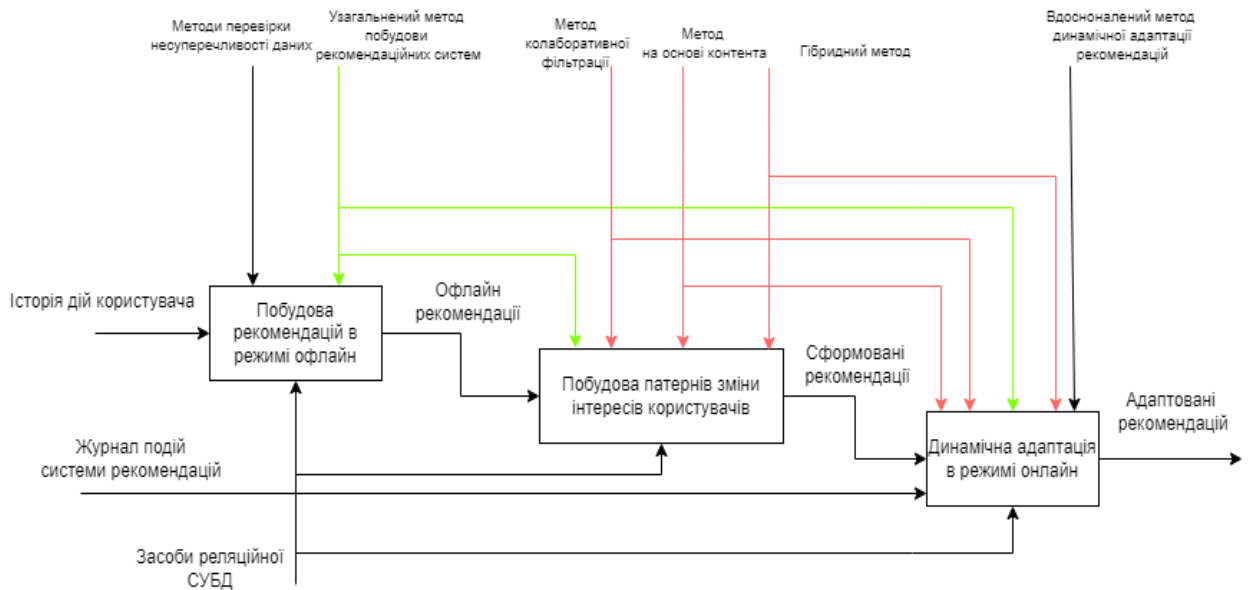 Методи перевірки
несуперечливості даних
Узагальнений метод
побудови
рекомендаційних систем
Метод
колаборативної
фільтрації
Метод
на основі контента
Гібридний метод
Вдосноналений метод
динамічної адаптації
рекомендацій
Історія дій користувача
Побудова
рекомендацій в
режимі офлайн
Офлайн
рекомендації
Побудова патернів зміни
інтересів користувачів
Сформовані
рекомендації
Динамічна адаптація
в режимі онлайн
Адаптовані
рекомендацій
Журнал подій
системи рекомендацій
Засоби реляційної
СУБД